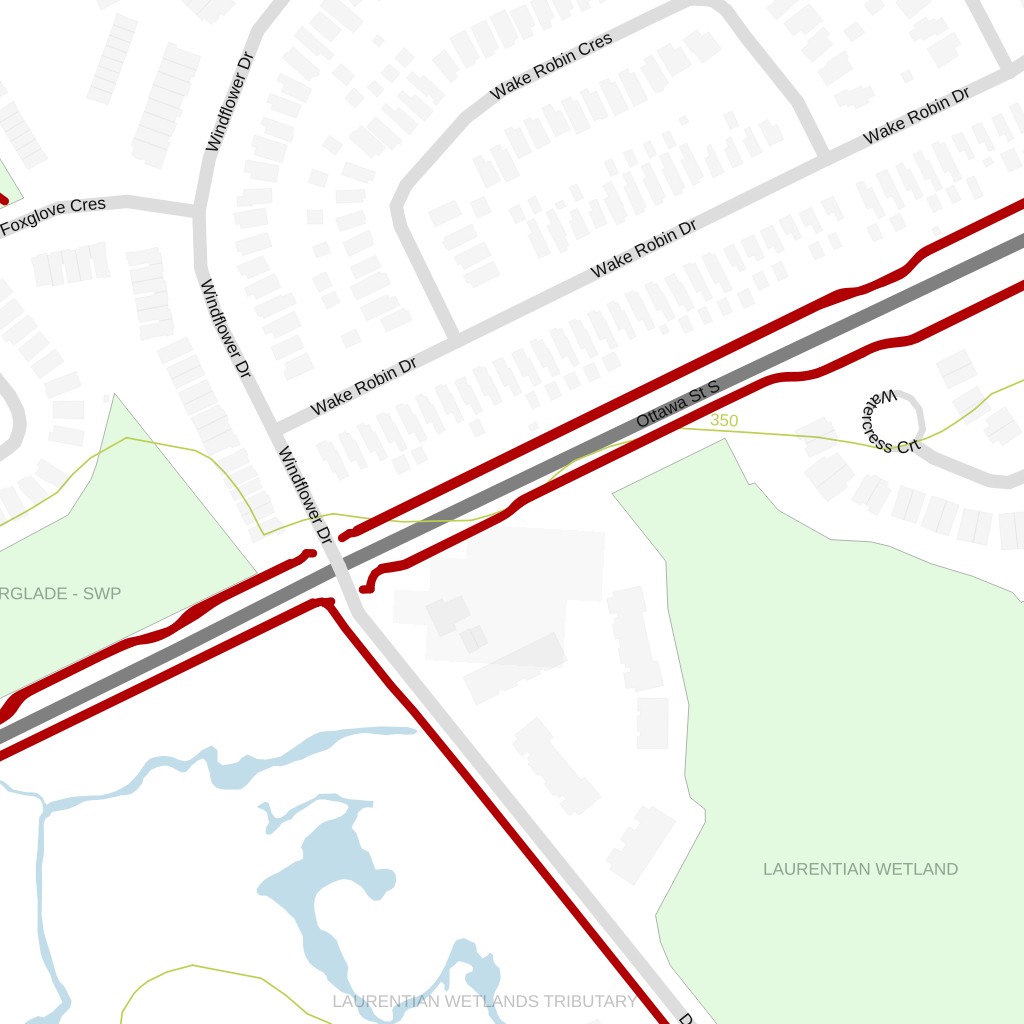 Windflower Dr
Wake Robin Cres
Wake Robin Dr
Foxglove Cres
Wake Robin Dr
Windflower Dr
Wake Robin Dr
Ottawa St S
350
Watercress Crt
Windflower Dr
RGLADE - SWP
LAURENTIAN WETLAND
LAURENTIAN WETLANDS TRIBUTARY
D